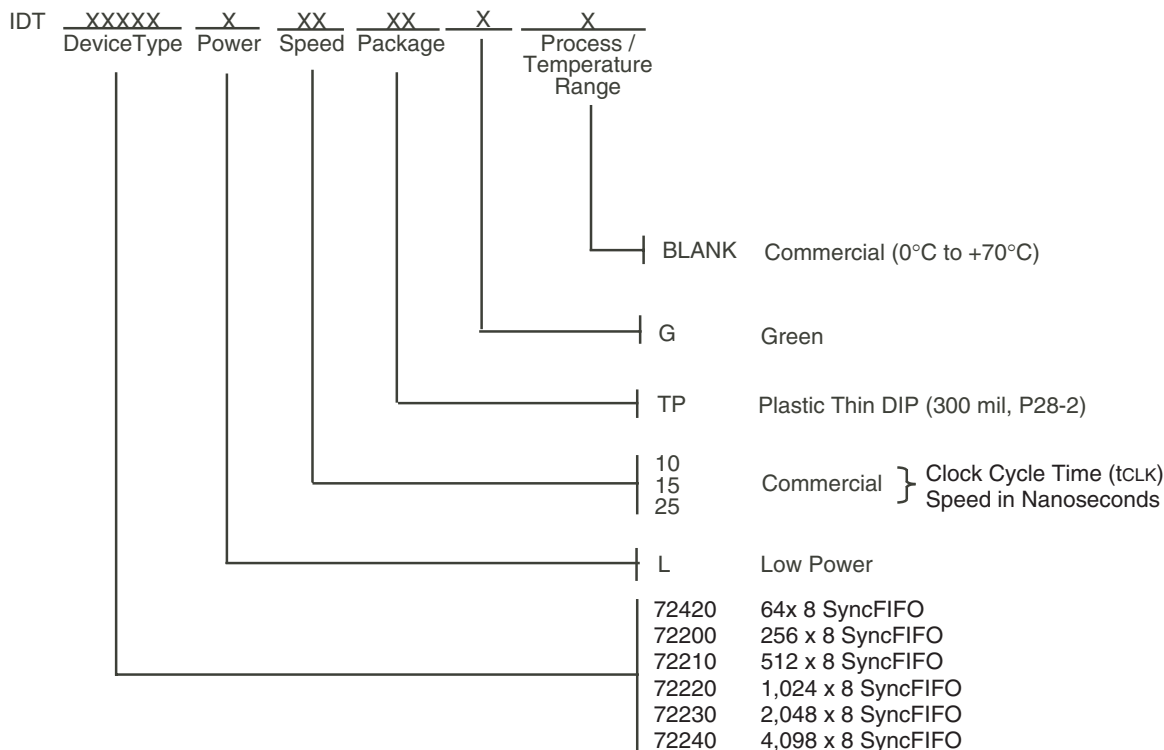 IDT XXXXX X XX XX X X
DeviceType Power Speed Package Process /
Temperature
Range
BLANK Commercial (0°C to +70°C)
G Green
TP Plastic Thin DIP (300 mil, P28-2)
10
15
25
Commercial } Clock Cycle Time (tCLK)
Speed in Nanoseconds
L Low Power
72420 64x 8 SyncFIFO
72200 256 x 8 SyncFIFO
72210 512 x 8 SyncFIFO
72220 1,024 x 8 SyncFIFO
72230 2,048 x 8 SyncFIFO
72240 4,098 x 8 SyncFIFO